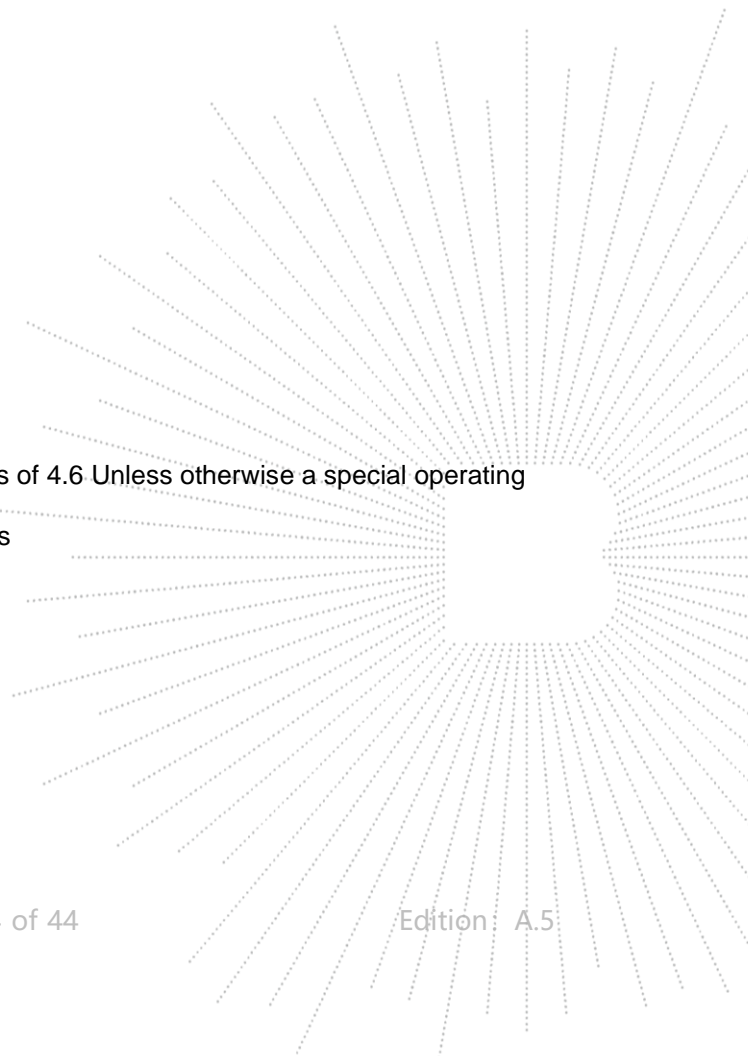 s of 4.6 Unless otherwise a special operating
s
of 44
Edition: A.5